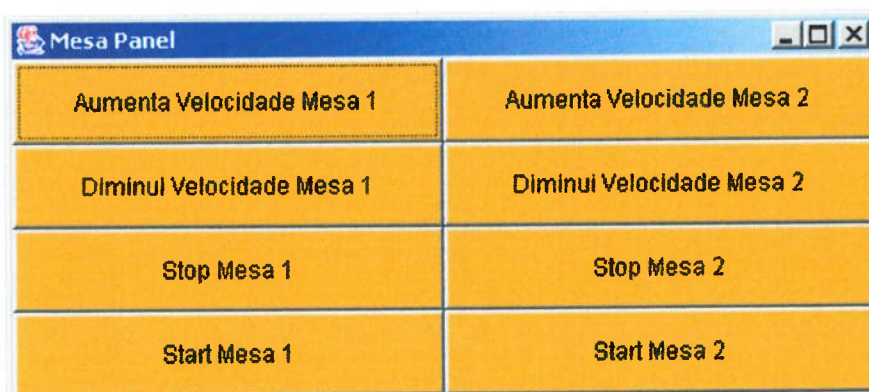 Mesa Panel
Aumenta Velocidade Mesa 1
Aumenta Velocidade Mesa 2
Diminui Velocidade Mesa 1
Diminui Velocidade Mesa 2
Stop Mesa 1
Stop Mesa 2
Start Mesa 1
Start Mesa 2